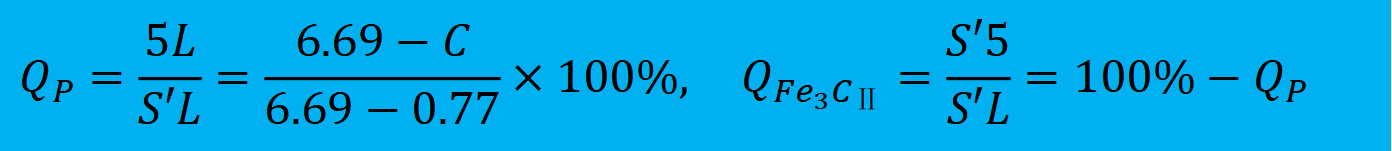 Q_P = 5L/S′L = (6.69 − C)/(6.69 − 0.77) × 100%, Q_{Fe_3C_Ⅱ} = S′5/S′L = 100% − Q_P